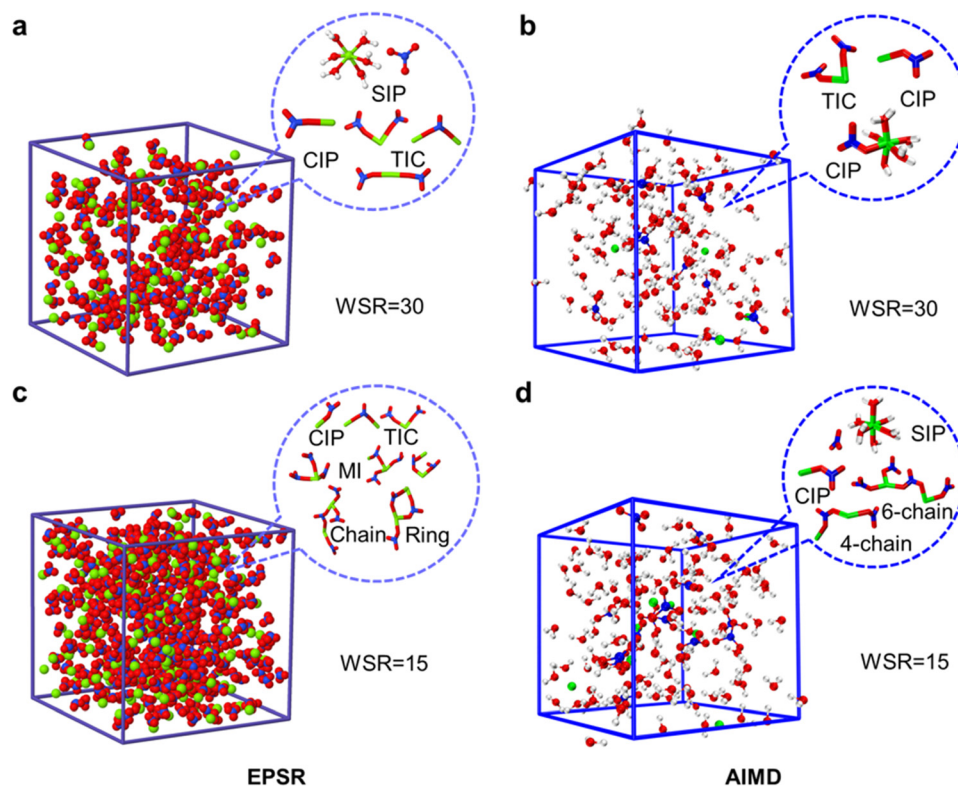 a
SIP
CIP
TIC
WSR=30
b
TIC
CIP
CIP
WSR=30
c
CIP
TIC
MI
Chain
Ring
WSR=15
d
SIP
CIP
6-chain
4-chain
WSR=15
EPSR
AIMD